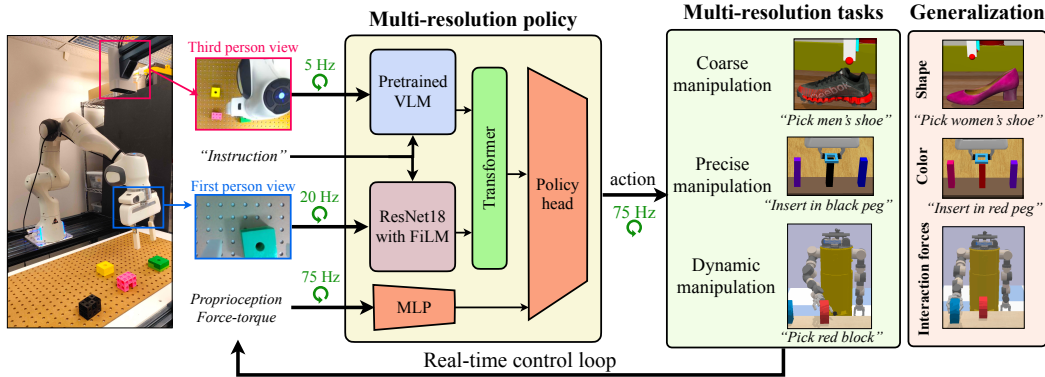 Multi-resolution policy
Multi-resolution tasks
Generalization
Third person view
5 Hz
Pretrained
VLM
"Instruction"
First person view
20 Hz
ResNet18
with FiLM
Transformer
Policy
head
75 Hz
Proprioception
Force-torque
MLP
action
75 Hz
Coarse
manipulation
"Pick men's shoe"
Precise
manipulation
"Insert in black peg"
Dynamic
manipulation
"Pick red block"
Shape
"Pick women's shoe"
Color
"Insert in red peg"
Interaction forces
Real-time control loop